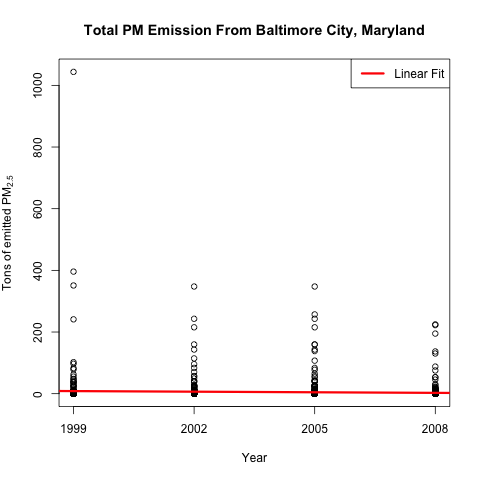 Total PM Emission From Baltimore City, Maryland
Linear Fit
Tons of emitted PM2.5
1000
800
600
400
200
0
1999
2002
2005
2008
Year